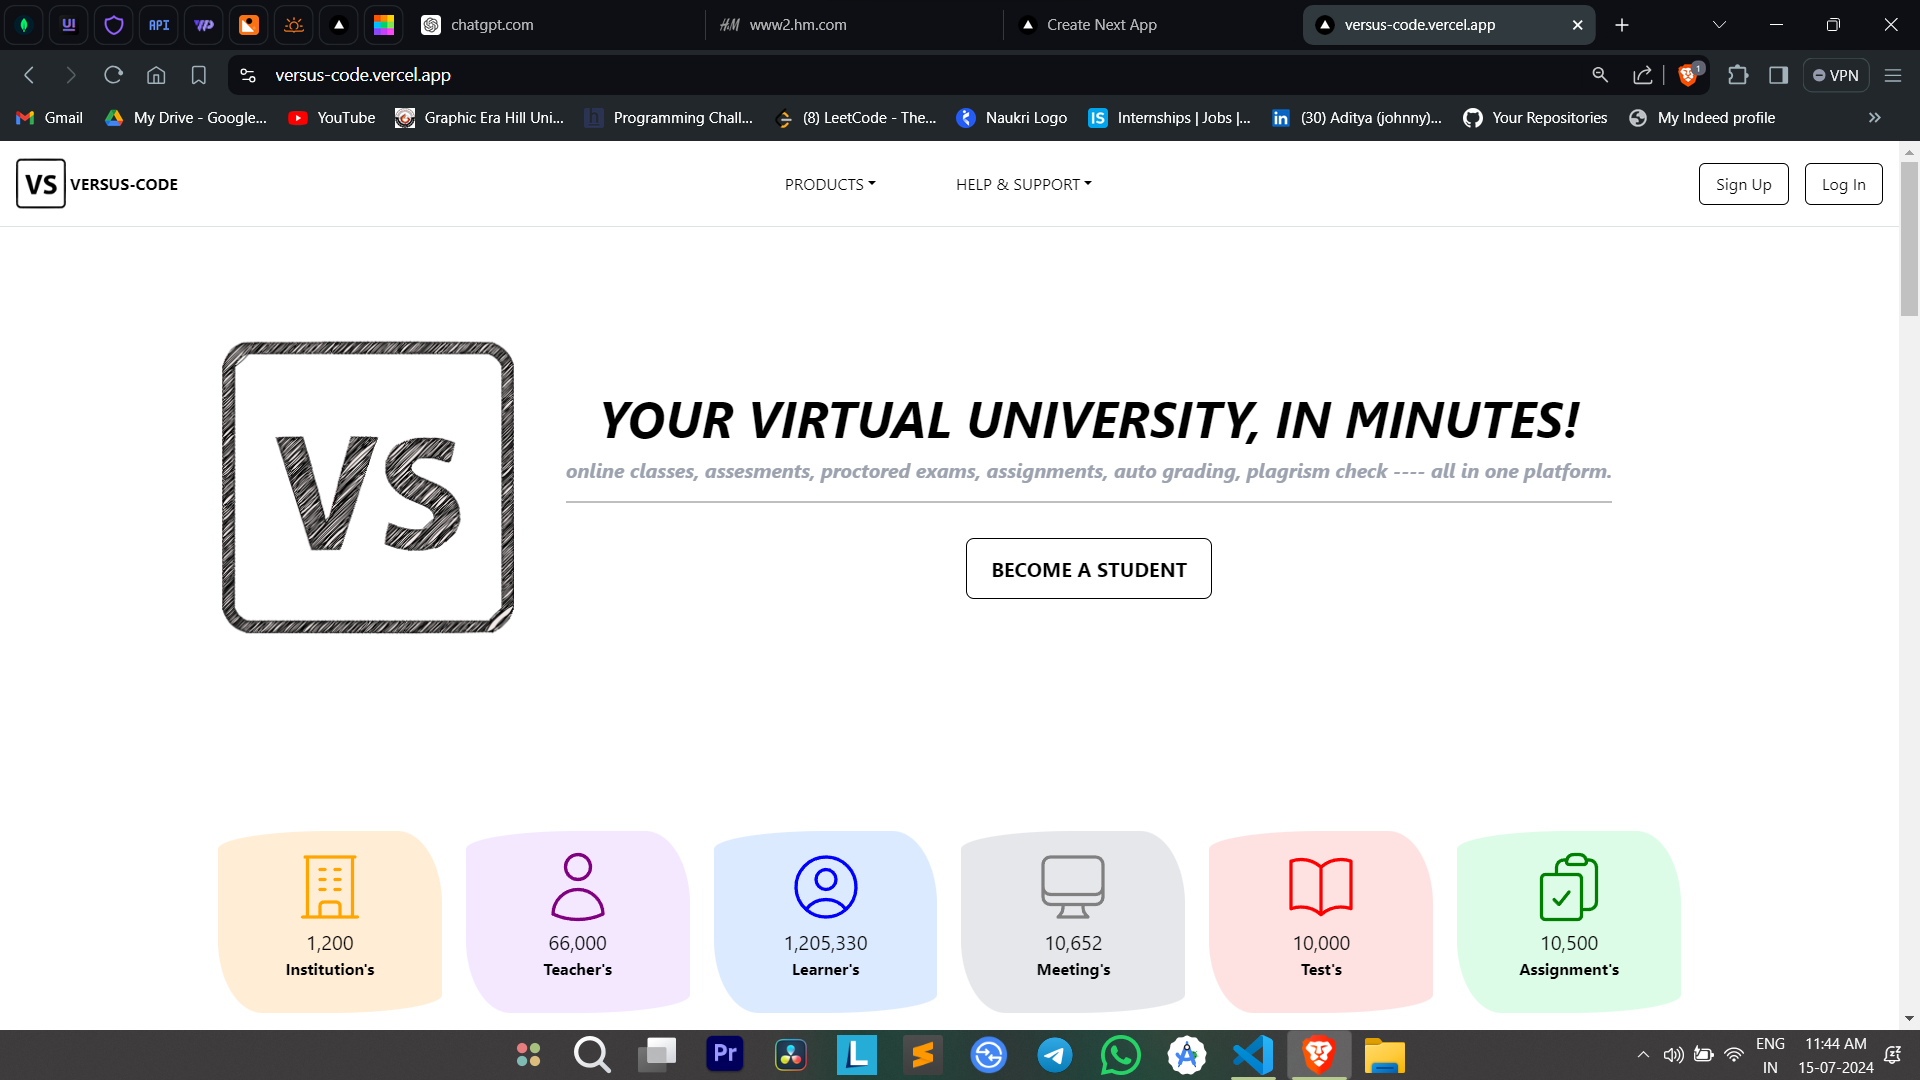 UI
API
chatgpt.com
HM
www2.hm.com
Create Next App
versus-code.vercel.app
versus-code.vercel.app
1
VPN
Gmail
My Drive - Google...
YouTube
Graphic Era Hill Uni...
h
Programming Chall...
(8) LeetCode - The...
Naukri Logo
IS
Internships | Jobs |...
in
(30) Aditya (johnny)...
Your Repositories
My Indeed profile
VS
VERSUS-CODE
PRODUCTS
HELP & SUPPORT
Sign Up
Log In
VS
YOUR VIRTUAL UNIVERSITY, IN MINUTES!
online classes, assesments, proctored exams, assignments, auto grading, plagrism check ---- all in one platform.
BECOME A STUDENT
1,200
Institution's
66,000
Teacher's
1,205,330
Learner's
10,652
Meeting's
10,000
Test's
10,500
Assignment's
Pr
L
ENG
IN
11:44 AM
15-07-2024